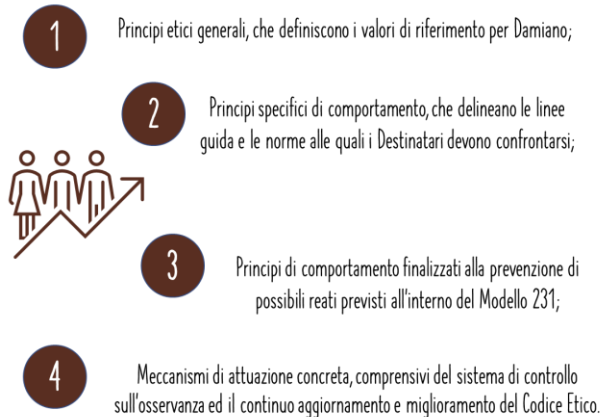 1
Principi etici generali, che definiscono i valori di riferimento per Damiano;
2
Principi specifici di comportamento, che delineano le linee
guida e le norme alle quali i Destinatari devono confrontarsi;
3
Principi di comportamento finalizzati alla prevenzione di
possibili reati previsti all'interno del Modello 231;
4
Meccanismi di attuazione concreta, comprensivi del sistema di controllo
sull'osservanza ed il continuo aggiornamento e miglioramento del Codice Etico.